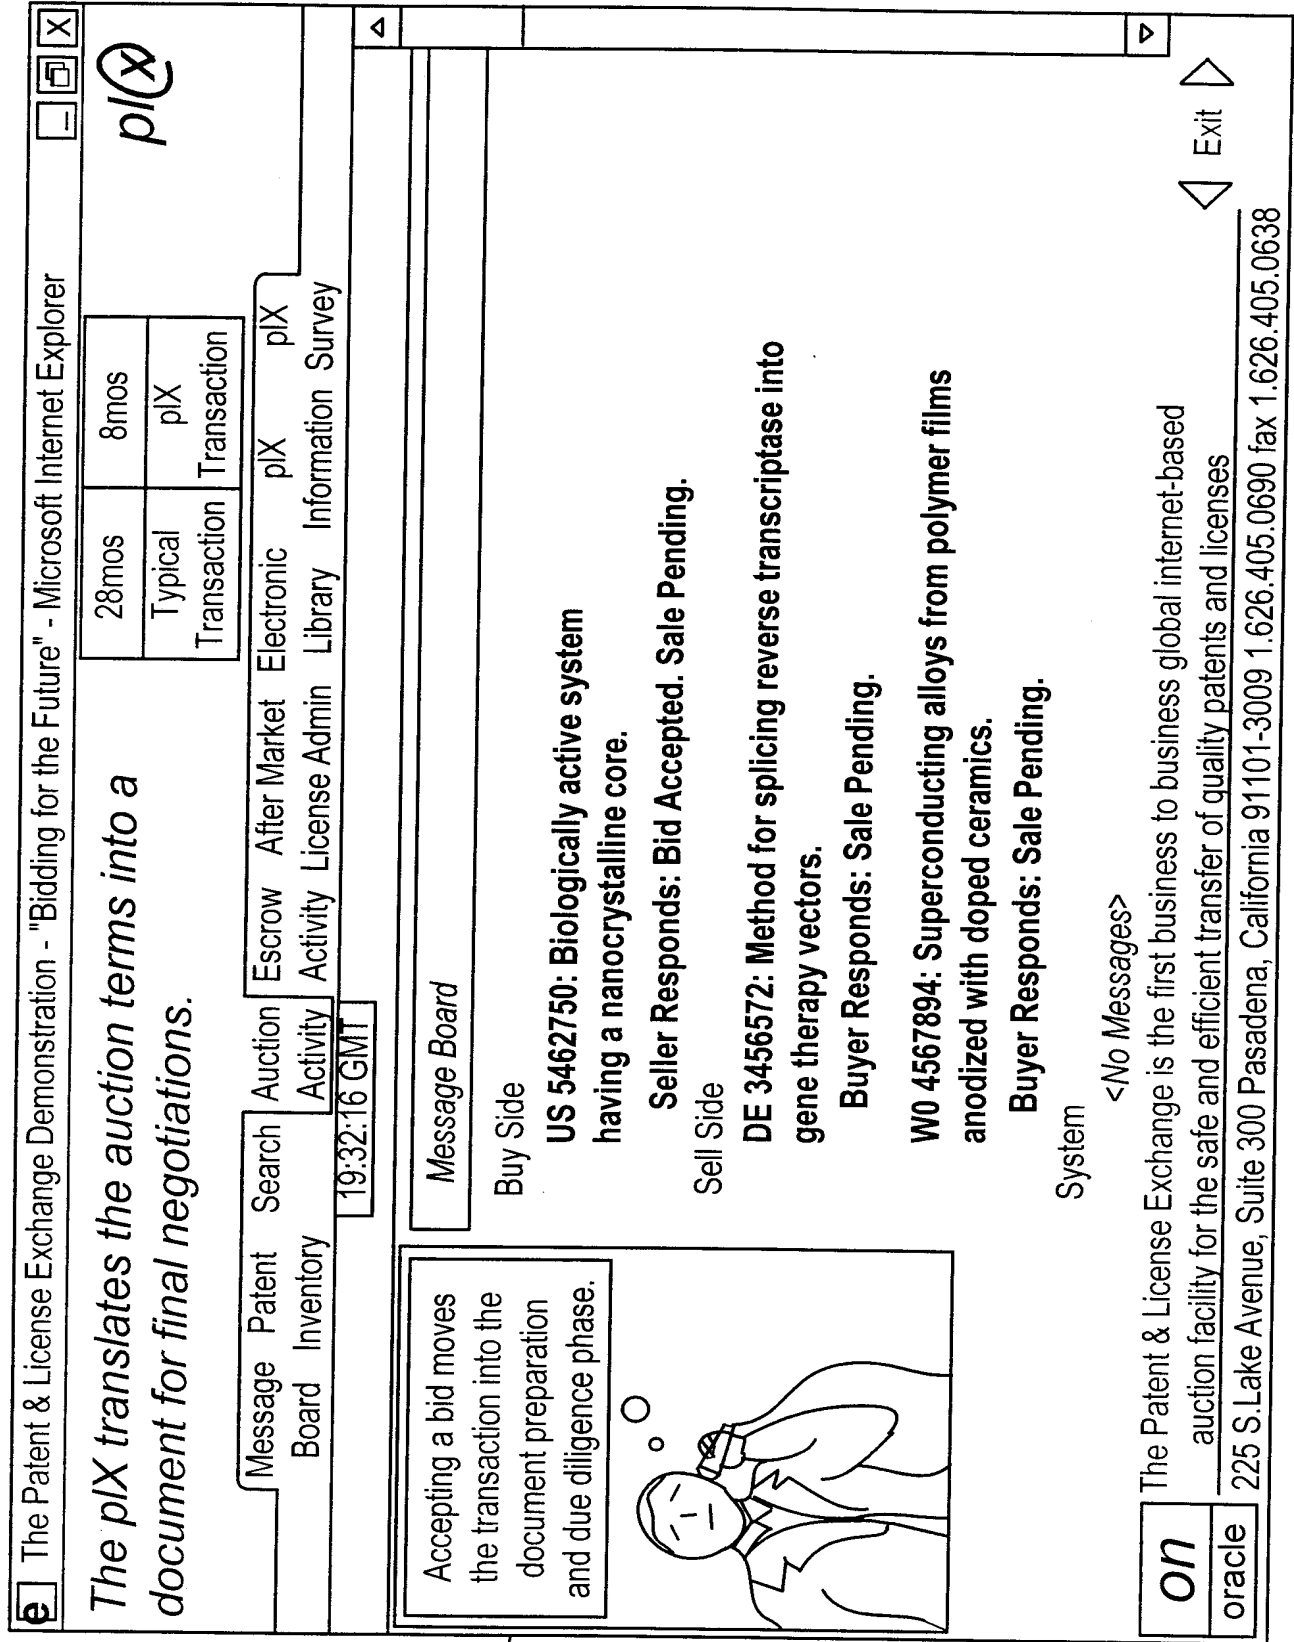 e The Patent & License Exchange Demonstration - "Bidding for the Future" - Microsoft Internet Explorer _ X
The plX translates the auction terms into a
document for final negotiations.
28mos 8mos
Typical plX
Transaction Transaction
pl(x)
Message Patent Search Auction Escrow After Market Electronic plX plX
Board Inventory Activity Activity License Admin Library Information Survey
19:32:16 GMT
Accepting a bid moves
the transaction into the
document preparation
and due diligence phase.
Message Board
Buy Side
US 5462750: Biologically active system
having a nanocrystalline core.
Seller Responds: Bid Accepted. Sale Pending.
Sell Side
DE 3456572: Method for splicing reverse transcriptase into
gene therapy vectors.
Buyer Responds: Sale Pending.
W0 4567894: Superconducting alloys from polymer films
anodized with doped ceramics.
Buyer Responds: Sale Pending.
System
<No Messages>
on
oracle
The Patent & License Exchange is the first business to business global internet-based
auction facility for the safe and efficient transfer of quality patents and licenses
225 S.Lake Avenue, Suite 300 Pasadena, California 91101-3009 1.626.405.0690 fax 1.626.405.0638
Exit